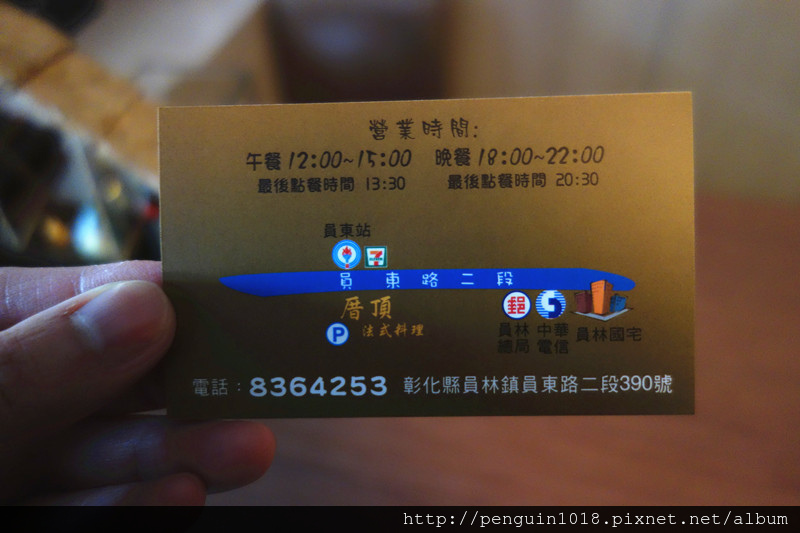 營業時間:
午餐 12:00~15:00 晚餐 18:00~22:00
最後點餐時間 13:30 最後點餐時間 20:30
員東站
7
員東路二段
厝頂
P 法式料理
郵
員林總局 中華電信 員林國宅
電話：8364253 彰化縣員林鎮員東路二段390號
http://penguin1018.pixnet.net/album